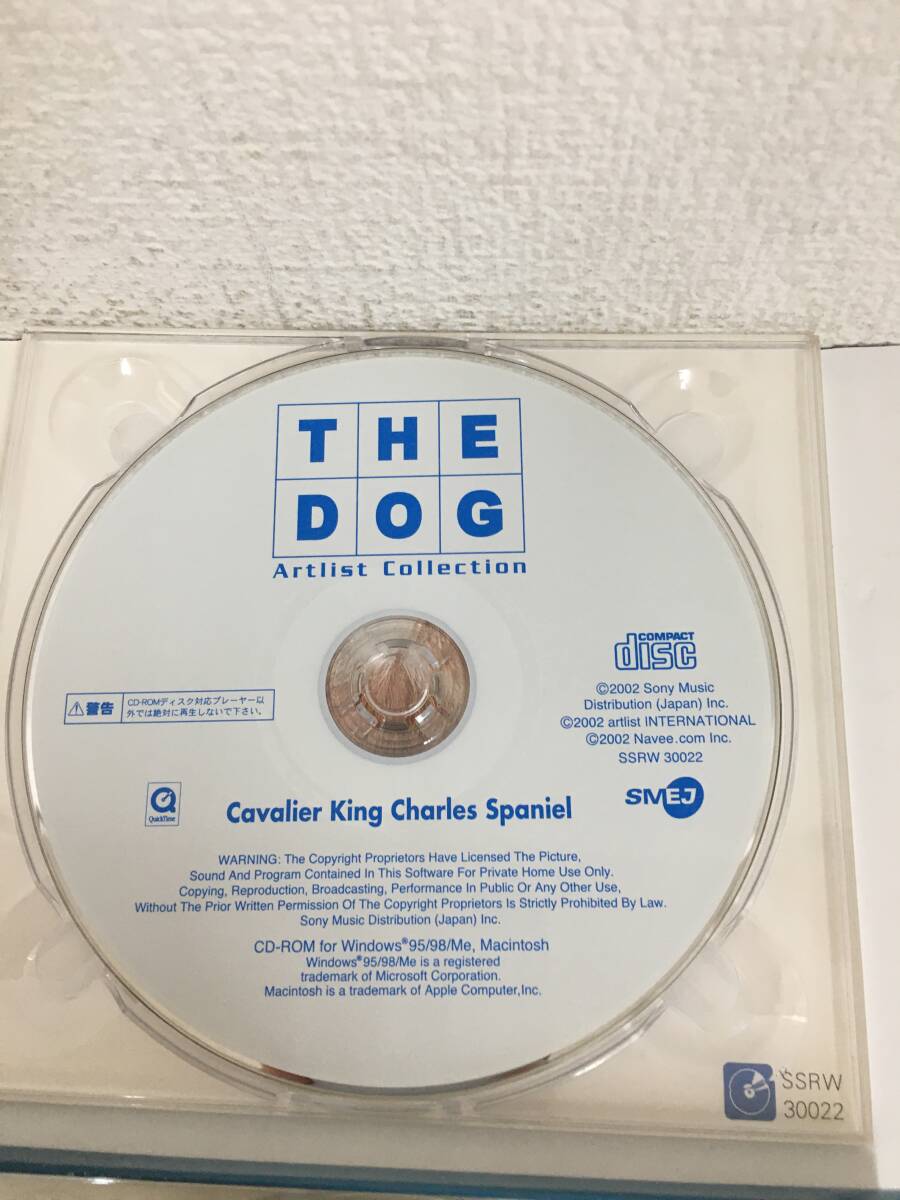 THE
DOG
Artlist Collection
COMPACT
disc
©2002 Sony Music
Distribution (Japan) Inc.
©2002 artlist INTERNATIONAL
©2002 Navee.com Inc.
SSRW 30022
⚠警告
CD-ROMディスク対応プレーヤー以
外では絶対に再生しないで下さい。
QuickTime
Cavalier King Charles Spaniel
SMEJ
WARNING: The Copyright Proprietors Have Licensed The Picture,
Sound And Program Contained In This Software For Private Home Use Only.
Copying, Reproduction, Broadcasting, Performance In Public Or Any Other Use,
Without The Prior Written Permission Of The Copyright Proprietors Is Strictly Prohibited By Law.
Sony Music Distribution (Japan) Inc.
CD-ROM for Windows®95/98/Me, Macintosh
Windows®95/98/Me is a registered
trademark of Microsoft Corporation.
Macintosh is a trademark of Apple Computer,Inc.
SSRW
30022